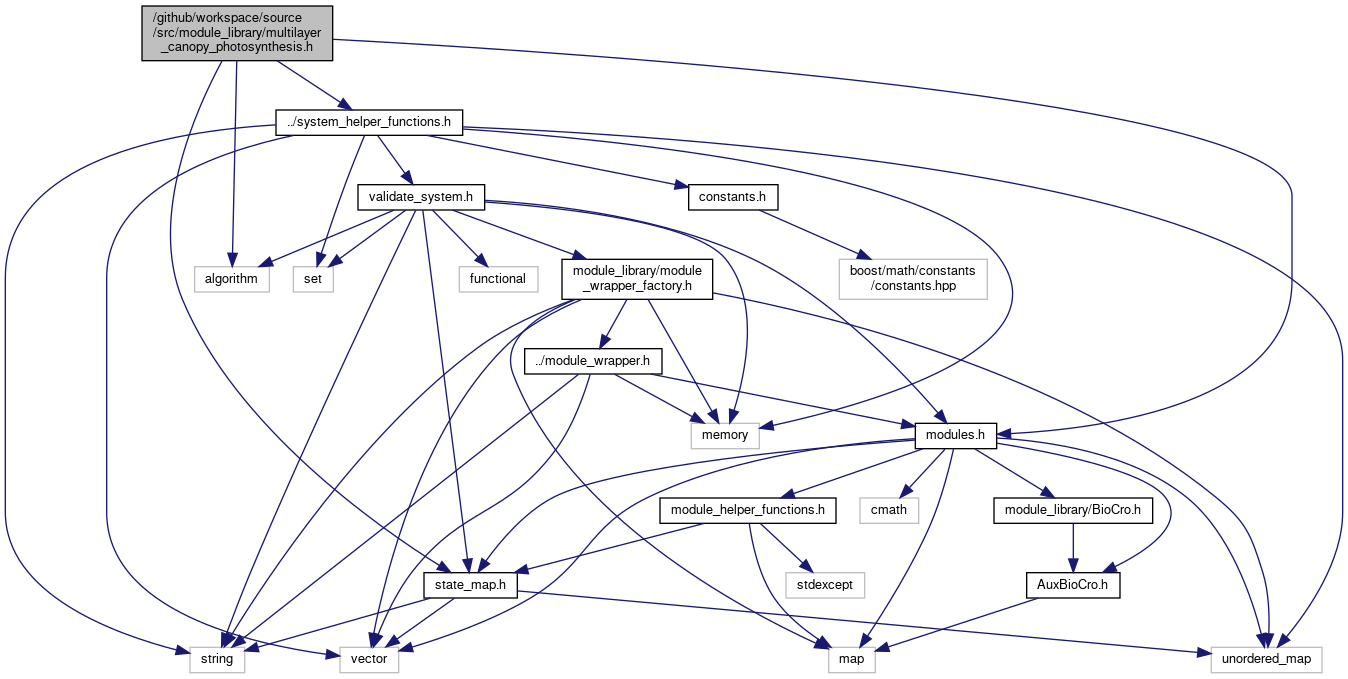 /github/workspace/source
/src/module_library/multilayer
_canopy_photosynthesis.h
../system_helper_functions.h
validate_system.h
constants.h
algorithm
set
functional
module_library/module
_wrapper_factory.h
boost/math/constants
/constants.hpp
../module_wrapper.h
memory
modules.h
module_helper_functions.h
cmath
module_library/BioCro.h
state_map.h
stdexcept
AuxBioCro.h
string
vector
map
unordered_map